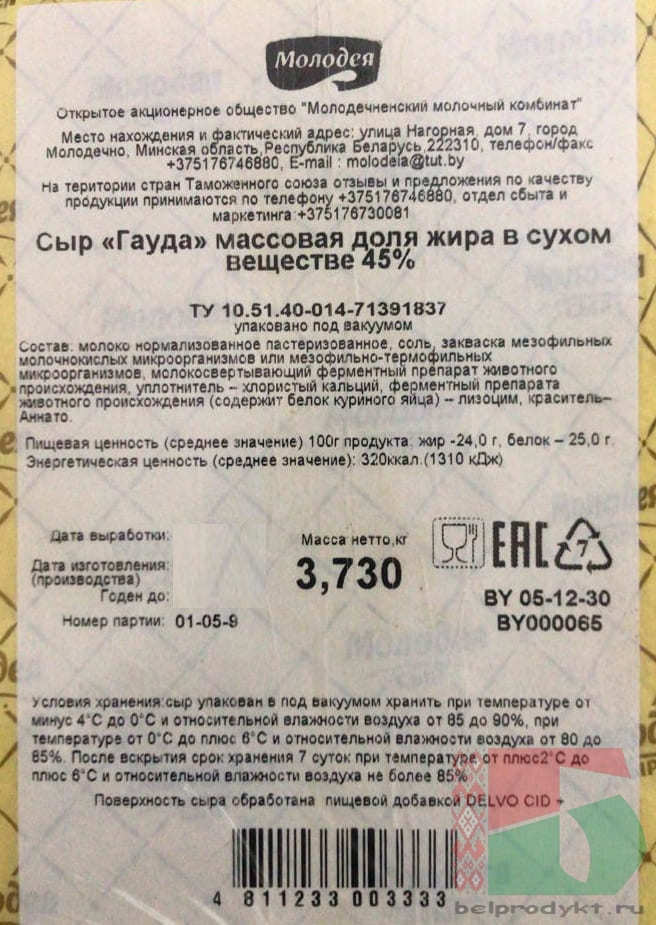 Молодея
Открытое акционерное общество "Молодечненский молочный комбинат"
Место нахождения и фактический адрес: улица Нагорная, дом 7, город
Молодечно, Минская область,Республика Беларусь,222310, телефон/факс
+375176746880, E-mail : molodeia@tut.by
На територии стран Таможенного союза отзывы и предложения по качеству
продукции принимаются по телефону +375176746880, отдел сбыта и
маркетинга:+375176730081
Сыр «Гауда» массовая доля жира в сухом
веществе 45%
ТУ 10.51.40-014-71391837
упаковано под вакуумом
Состав: молоко нормализованное пастеризованное, соль, закваска мезофильных
молочнокислых микроорганизмов или мезофильно-термофильных
микроорганизмов, молокосвертывающий ферментный препарат животного
происхождения, уплотнитель – хлористый кальций, ферментный препарата
животного происхождения (содержит белок куриного яйца) – лизоцим, краситель–
Аннато.
Пищевая ценность (среднее значение) 100г продукта: жир -24,0 г, белок – 25,0 г.
Энергетическая ценность (среднее значение): 320ккал.(1310 кДж)
Дата выработки:
Дата изготовления:
(производства)
Годен до:
Номер партии: 01-05-9
Масса нетто,кг
3,730
EAC
7
BY 05-12-30
BY000065
Условия хранения:сыр упакован в под вакуумом хранить при температуре от
минус 4°С до 0°С и относительной влажности воздуха от 85 до 90%, при
температуре от 0°С до плюс 6°С и относительной влажности воздуха от 80 до
85%. После вскрытия срок хранения 7 суток при температуре от плюс2°С до
плюс 6°С и относительной влажности воздуха не более 85%
Поверхность сыра обработана пищевой добавкой DELVO CID +
4 811233 003333
belprodykt.ru